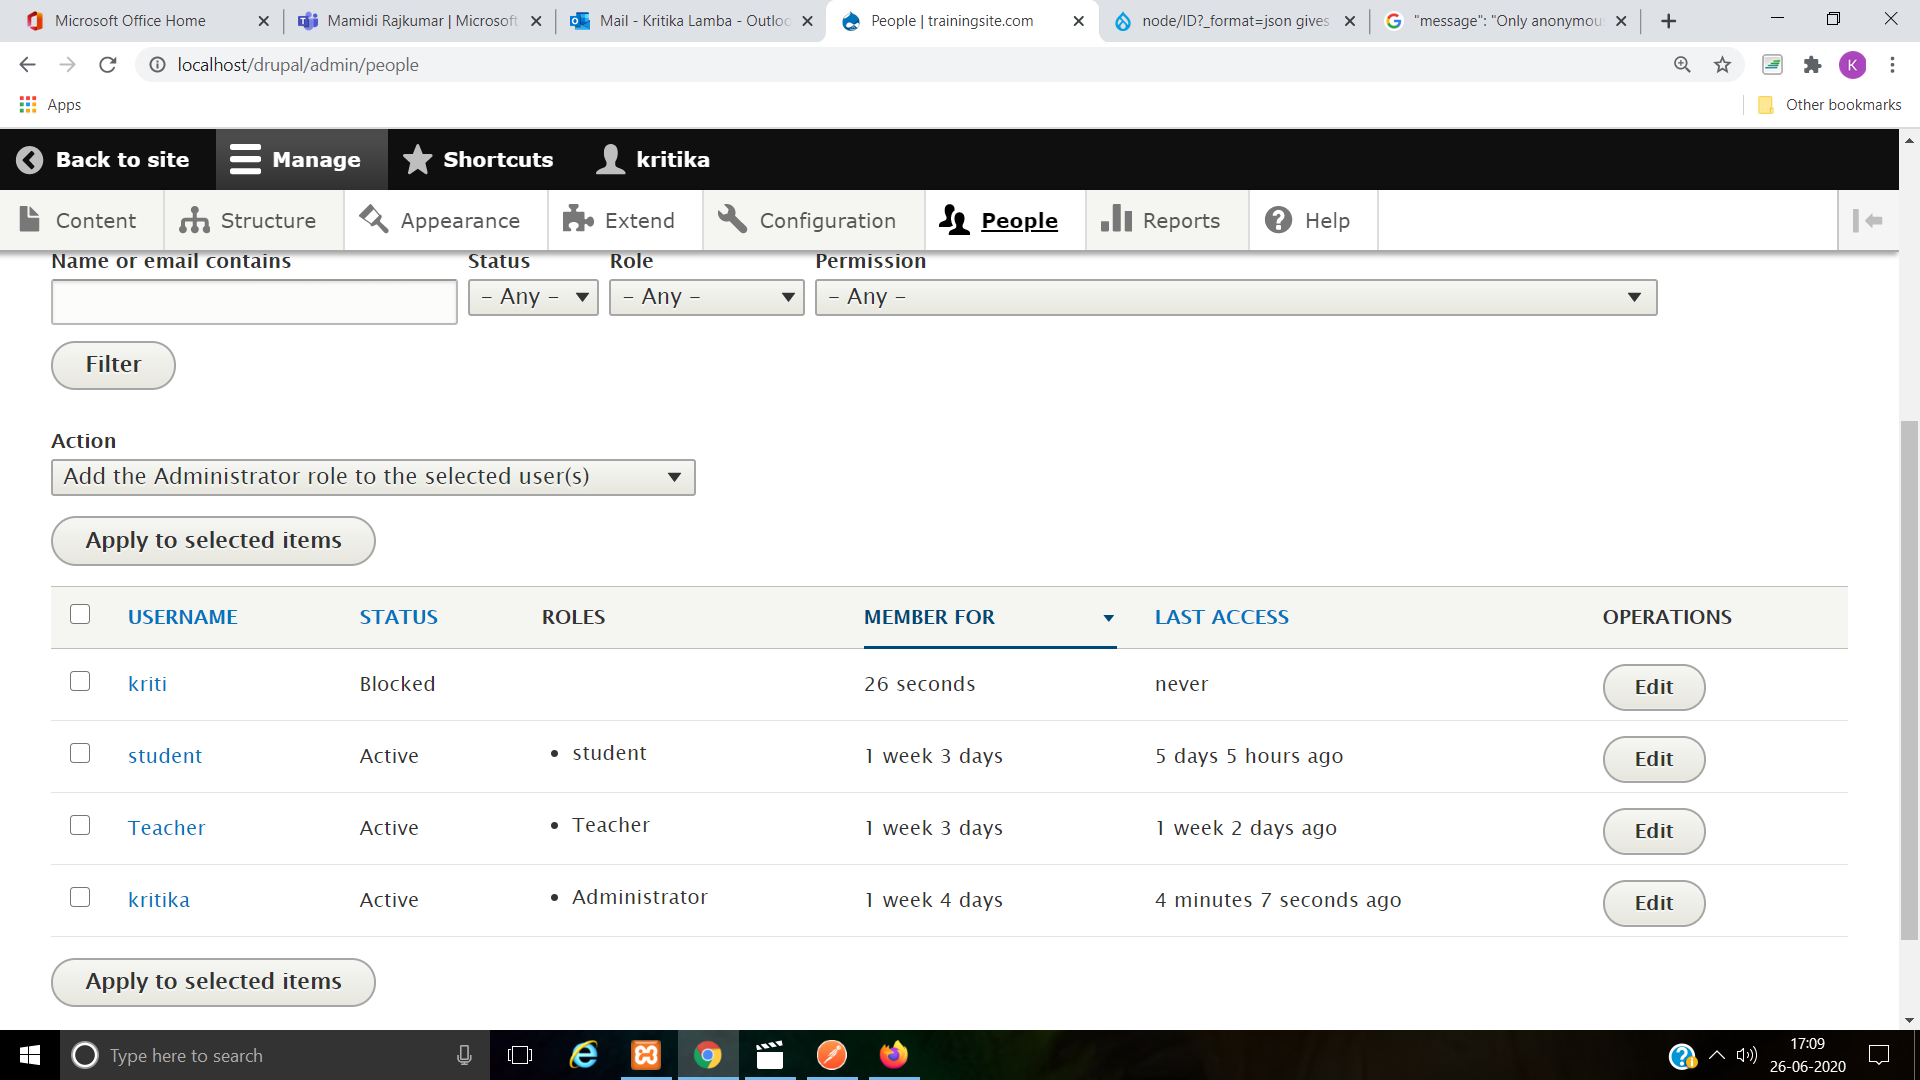 Microsoft Office Home
Mamidi Rajkumar | Microsoft
Mail - Kritika Lamba - Outloo
People | trainingsite.com
node/ID?_format=json gives
"message": "Only anonymou
localhost/drupal/admin/people
K
Apps
Other bookmarks
Back to site
Manage
Shortcuts
kritika
Content
Structure
Appearance
Extend
Configuration
People
Reports
Help
Name or email contains
Status
Role
Permission
- Any -
- Any -
- Any -
Filter
Action
Add the Administrator role to the selected user(s)
Apply to selected items
USERNAME STATUS ROLES MEMBER FOR LAST ACCESS OPERATIONS
kriti Blocked 26 seconds never Edit
student Active • student 1 week 3 days 5 days 5 hours ago Edit
Teacher Active • Teacher 1 week 3 days 1 week 2 days ago Edit
kritika Active • Administrator 1 week 4 days 4 minutes 7 seconds ago Edit
Apply to selected items
Type here to search
17:09
26-06-2020